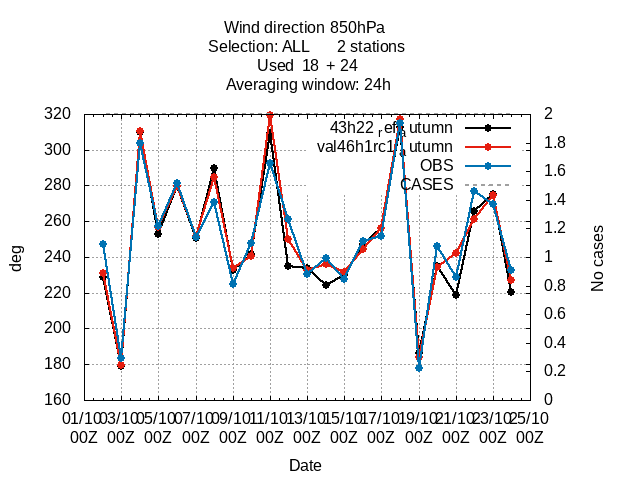 Wind direction 850hPa
Selection: ALL 2 stations
Used 18 + 24
Averaging window: 24h
320 2
300 1.8
280 1.6
260 1.4
240 1.2
220 1
200 0.8
180 0.6
160 0.4
0.2
0
43h22_refautumn
val46h1rc1autumn
OBS
CASES
deg
No cases
01/10 03/10 05/10 07/10 09/10 11/10 13/10 15/10 17/10 19/10 21/10 23/10 25/10
00Z 00Z 00Z 00Z 00Z 00Z 00Z 00Z 00Z 00Z 00Z 00Z 00Z
Date